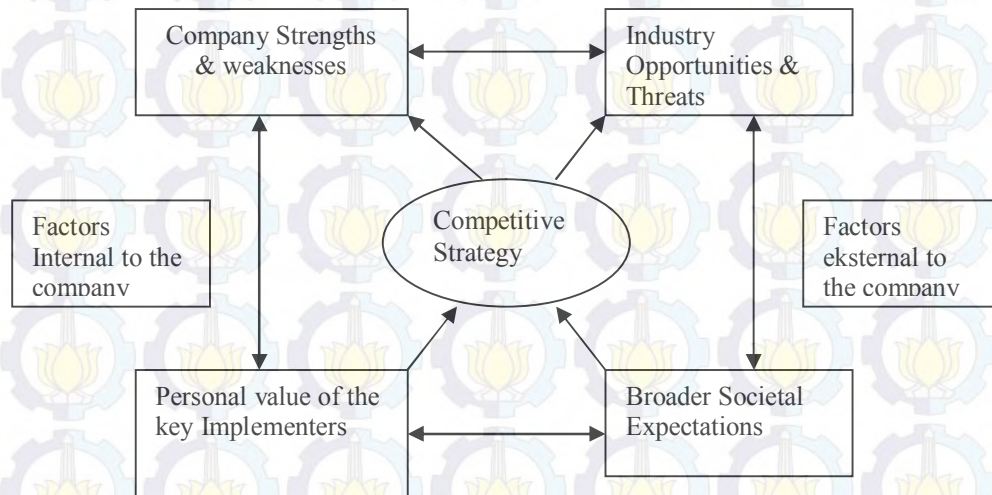 Company Strengths
& weaknesses
Industry
Opportunities &
Threats
Factors
Internal to the
company
Competitive
Strategy
Factors
eksternal to
the company
Personal value of the
key Implementers
Broader Societal
Expectations